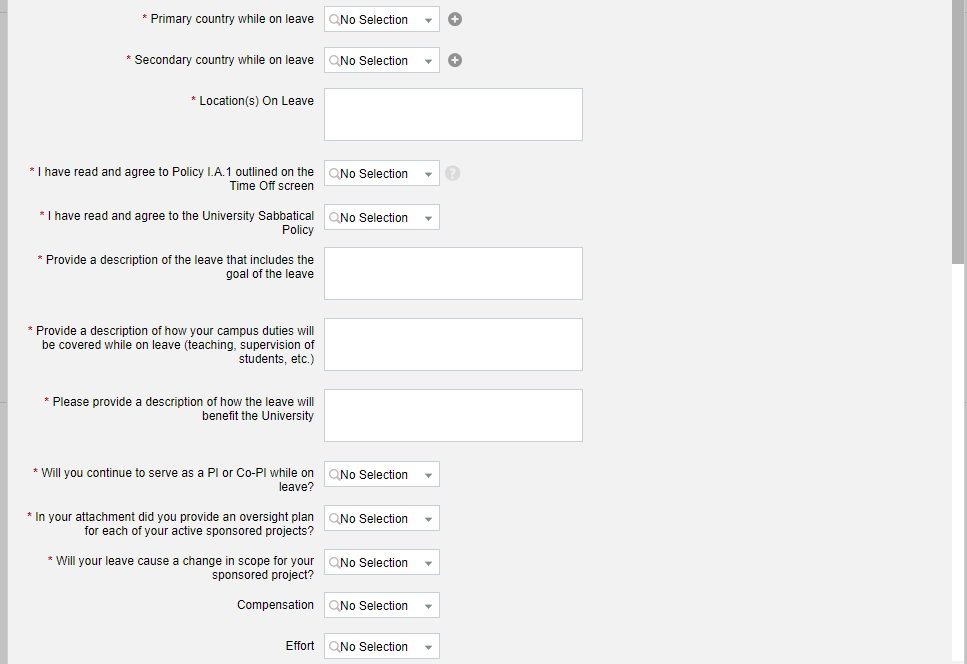 * Primary country while on leave No Selection
* Secondary country while on leave No Selection
* Location(s) On Leave
* I have read and agree to Policy I.A.1 outlined on the No Selection ?
Time Off screen
* I have read and agree to the University Sabbatical No Selection
Policy
* Provide a description of the leave that includes the
goal of the leave
* Provide a description of how your campus duties will
be covered while on leave (teaching, supervision of
students, etc.)
* Please provide a description of how the leave will
benefit the University
* Will you continue to serve as a PI or Co-PI while on No Selection
leave?
* In your attachment did you provide an oversight plan No Selection
for each of your active sponsored projects?
* Will your leave cause a change in scope for your No Selection
sponsored project?
Compensation No Selection
Effort No Selection